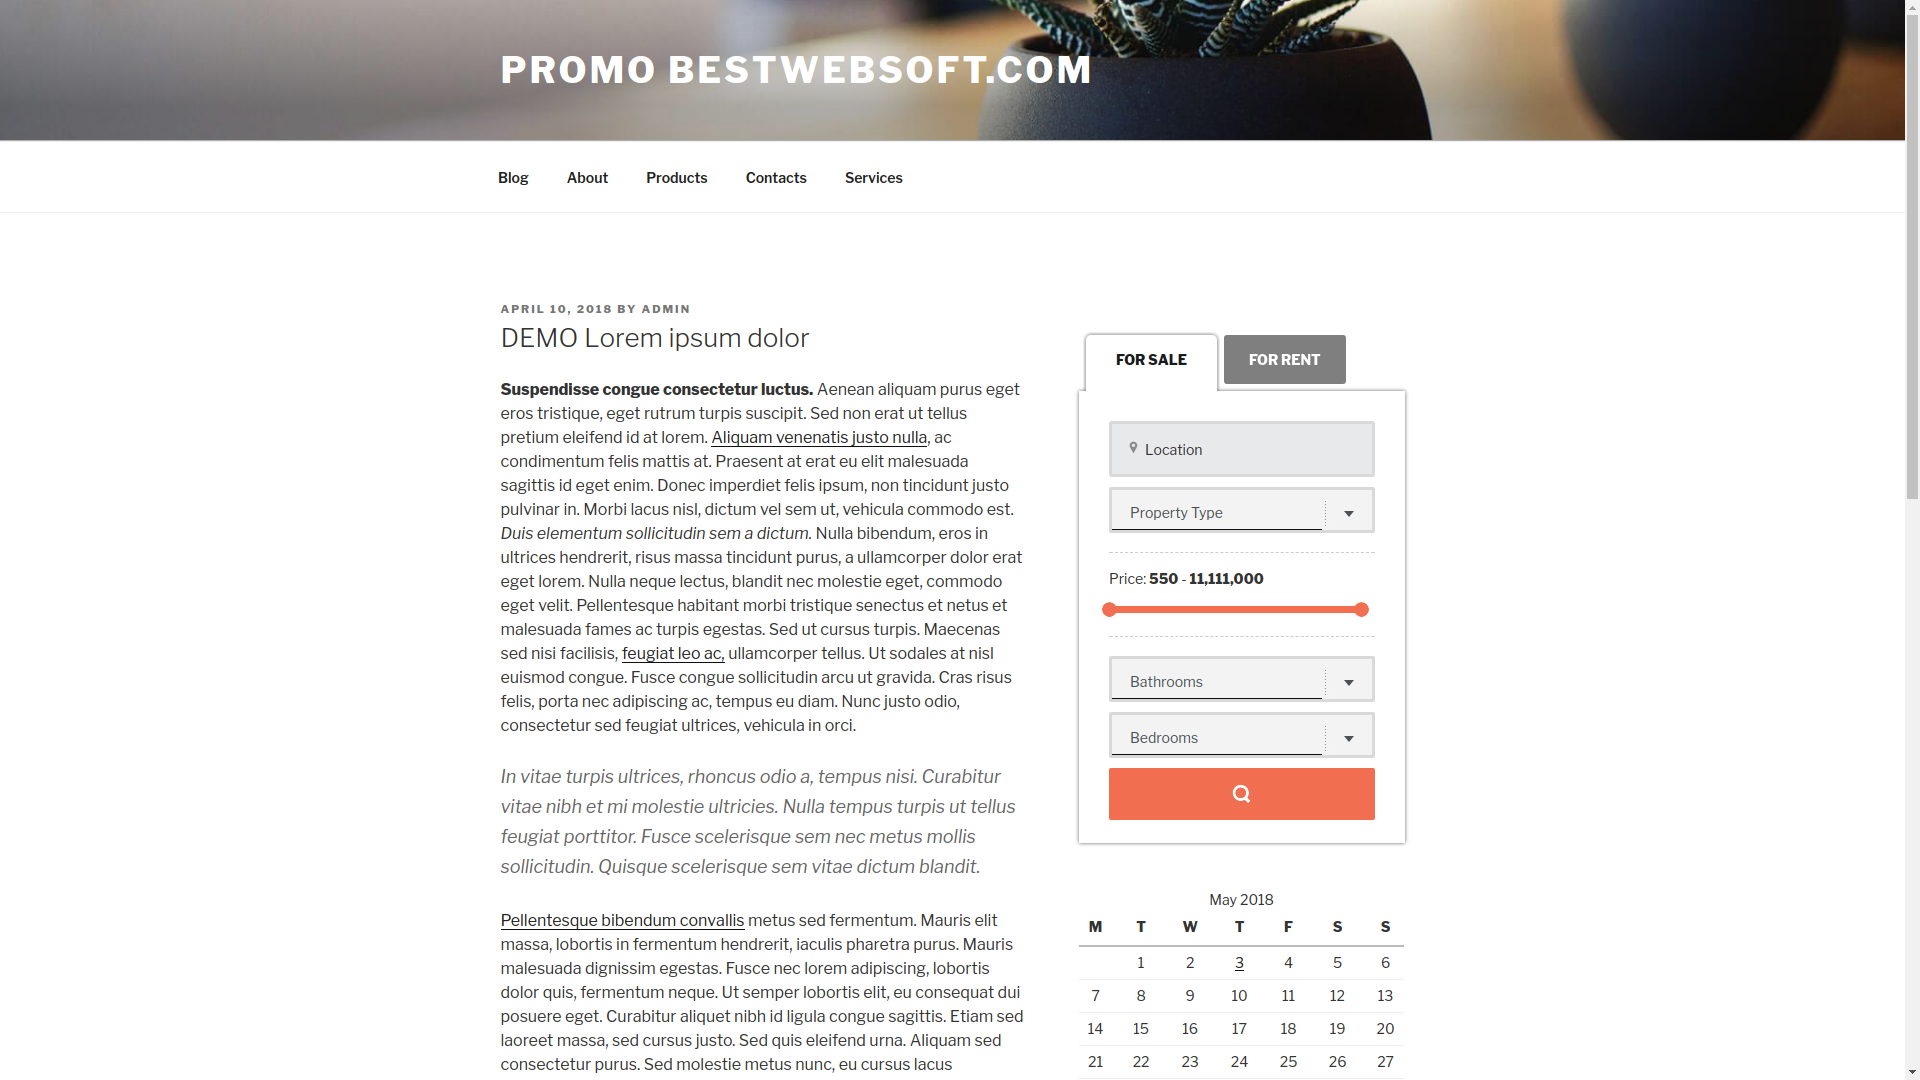 PROMO BESTWEBSOFT.COM
Blog About Products Contacts Services
APRIL 10, 2018 BY ADMIN
DEMO Lorem ipsum dolor
Suspendisse congue consectetur luctus. Aenean aliquam purus eget
eros tristique, eget rutrum turpis suscipit. Sed non erat ut tellus
pretium eleifend id at lorem. Aliquam venenatis justo nulla, ac
condimentum felis mattis at. Praesent at erat eu elit malesuada
sagittis id eget enim. Donec imperdiet felis ipsum, non tincidunt justo
pulvinar in. Morbi lacus nisl, dictum vel sem ut, vehicula commodo est.
Duis elementum sollicitudin sem a dictum. Nulla bibendum, eros in
ultrices hendrerit, risus massa tincidunt purus, a ullamcorper dolor erat
eget lorem. Nulla neque lectus, blandit nec molestie eget, commodo
eget velit. Pellentesque habitant morbi tristique senectus et netus et
malesuada fames ac turpis egestas. Sed ut cursus turpis. Maecenas
sed nisi facilisis, feugiat leo ac, ullamcorper tellus. Ut sodales at nisl
euismod congue. Fusce congue sollicitudin arcu ut gravida. Cras risus
felis, porta nec adipiscing ac, tempus eu diam. Nunc justo odio,
consectetur sed feugiat ultrices, vehicula in orci.
In vitae turpis ultrices, rhoncus odio a, tempus nisi. Curabitur
vitae nibh et mi molestie ultricies. Nulla tempus turpis ut tellus
feugiat porttitor. Fusce scelerisque sem nec metus mollis
sollicitudin. Quisque scelerisque sem vitae dictum blandit.
Pellentesque bibendum convallis metus sed fermentum. Mauris elit
massa, lobortis in fermentum hendrerit, iaculis pharetra purus. Mauris
malesuada dignissim egestas. Fusce nec lorem adipiscing, lobortis
dolor quis, fermentum neque. Ut semper lobortis elit, eu consequat dui
posuere eget. Curabitur aliquet nibh id ligula congue sagittis. Etiam sed
laoreet massa, sed cursus justo. Sed quis eleifend urna. Aliquam sed
consectetur purus. Sed molestie metus nunc, eu cursus lacus
FOR SALE FOR RENT
Location
Property Type
Price: 550 - 11,111,000
Bathrooms
Bedrooms
May 2018
M T W T F S S
1 2 3 4 5 6
7 8 9 10 11 12 13
14 15 16 17 18 19 20
21 22 23 24 25 26 27